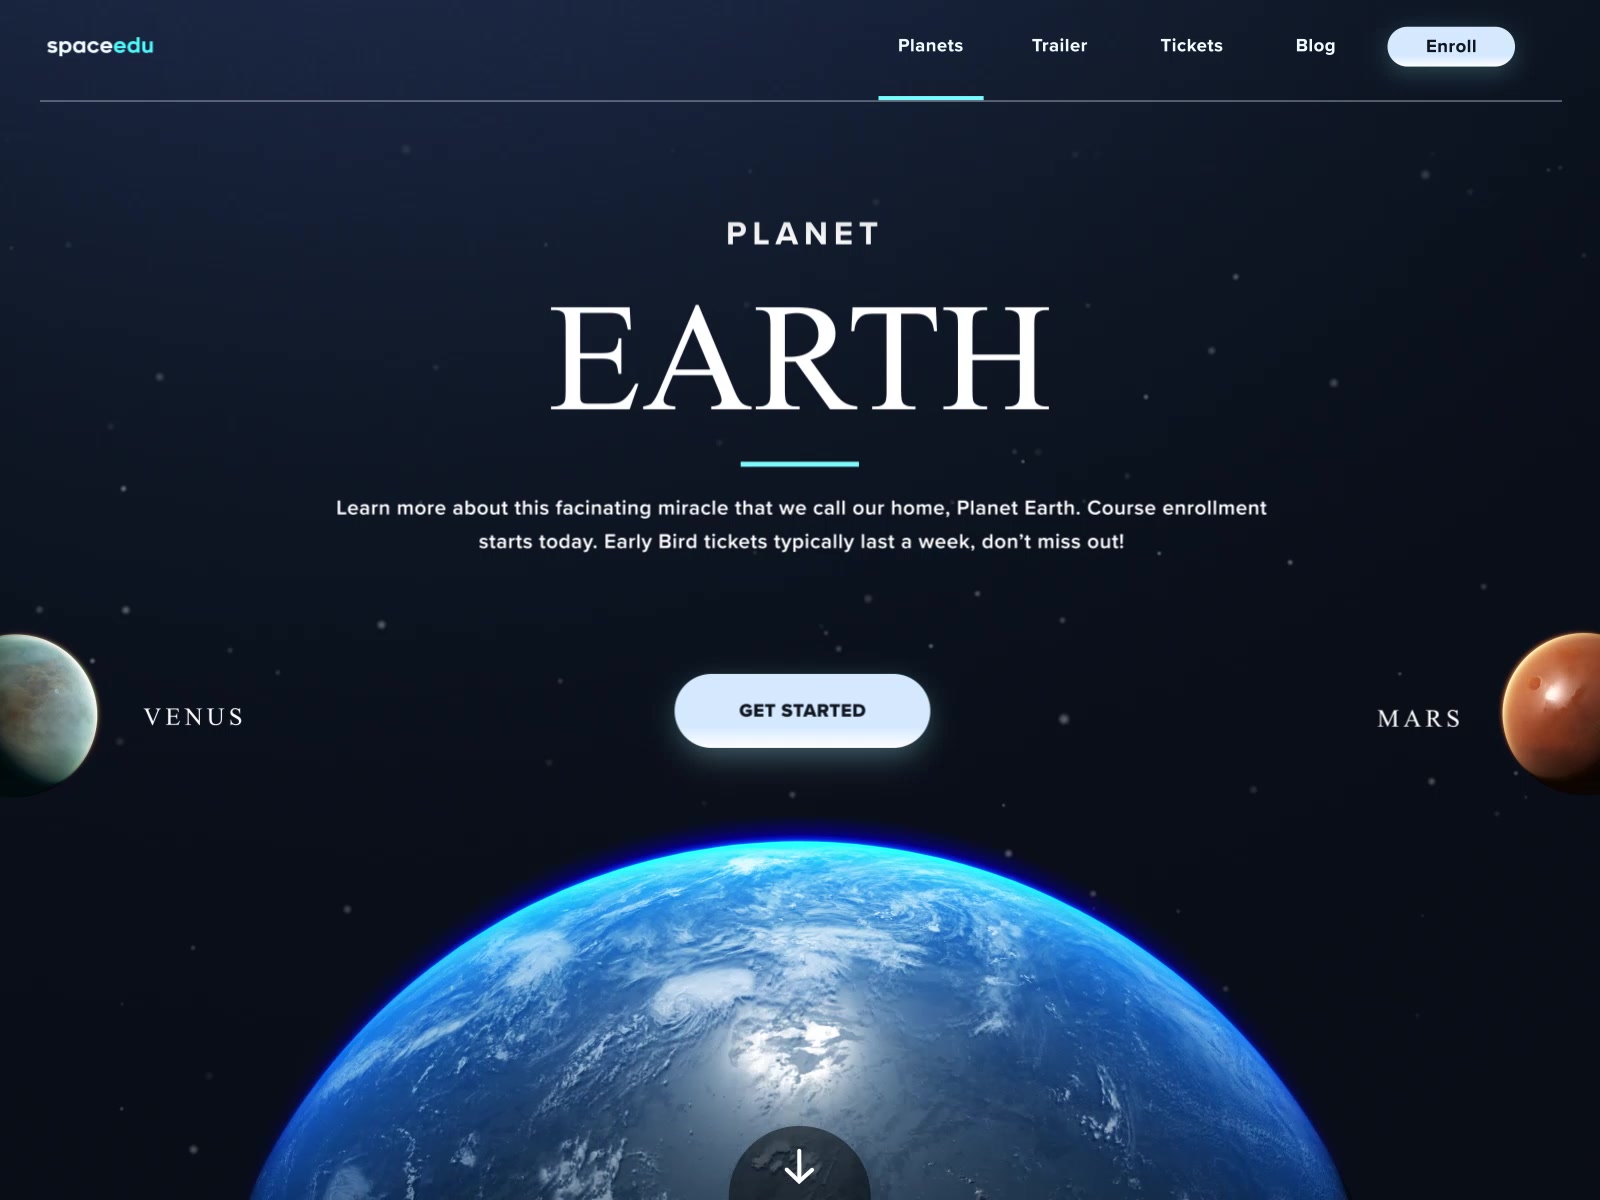 spaceedu
Planets
Trailer
Tickets
Blog
Enroll
PLANET
EARTH
Learn more about this facinating miracle that we call our home, Planet Earth. Course enrollment
starts today. Early Bird tickets typically last a week, don’t miss out!
VENUS
GET STARTED
MARS